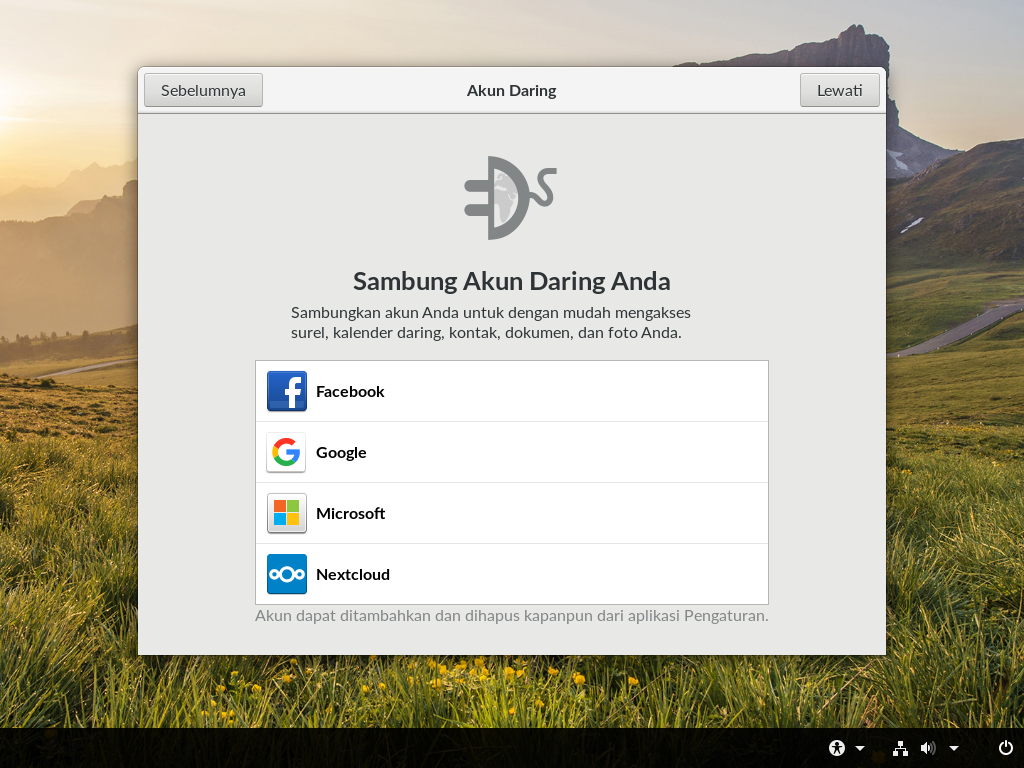 Sebelumnya
Akun Daring
Lewati
Sambung Akun Daring Anda
Sambungkan akun Anda untuk dengan mudah mengakses
surel, kalender daring, kontak, dokumen, dan foto Anda.
Facebook
Google
Microsoft
Nextcloud
Akun dapat ditambahkan dan dihapus kapanpun dari aplikasi Pengaturan.